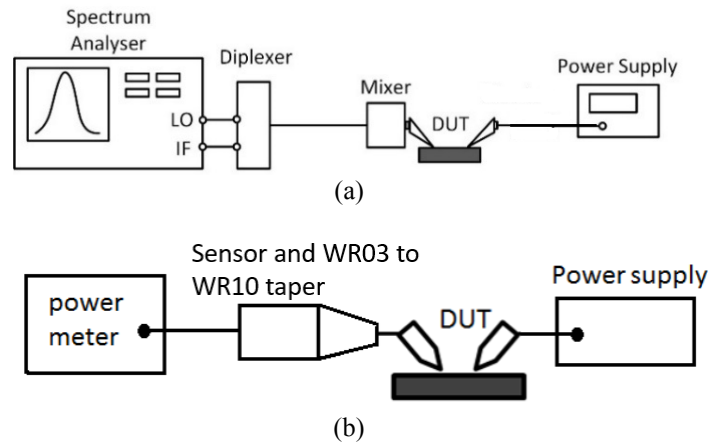 Spectrum
Analyser
Diplexer
Mixer
Power Supply
LO
IF
DUT
(a)
Sensor and WR03 to
WR10 taper
Power supply
power
meter
DUT
(b)